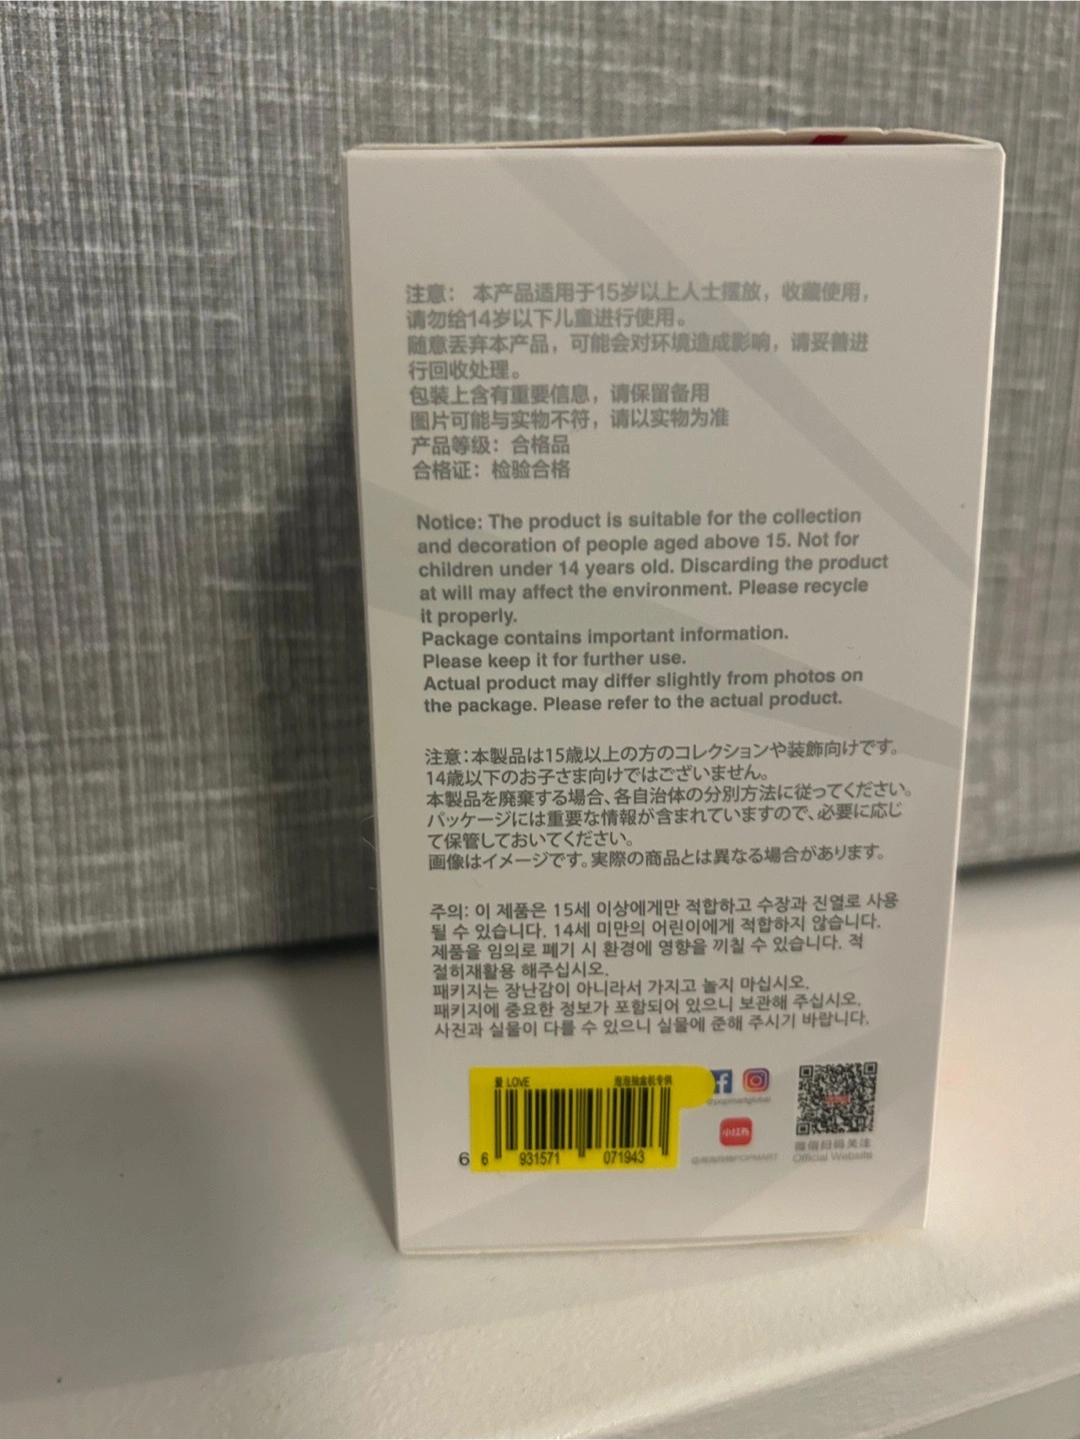 注意： 本产品适用于15岁以上人士摆放，收藏使用，
请勿给14岁以下儿童进行使用。
随意丢弃本产品，可能会对环境造成影响，请妥善进
行回收处理。
包装上含有重要信息，请保留备用
图片可能与实物不符，请以实物为准
产品等级：合格品
合格证：检验合格
Notice: The product is suitable for the collection
and decoration of people aged above 15. Not for
children under 14 years old. Discarding the product
at will may affect the environment. Please recycle
it properly.
Package contains important information.
Please keep it for further use.
Actual product may differ slightly from photos on
the package. Please refer to the actual product.
注意：本製品は15歳以上の方のコレクションや装飾向けです。
14歳以下のお子さま向けではございません。
本製品を廃棄する場合、各自治体の分別方法に従ってください。
パッケージには重要な情報が含まれていますので、必要に応じ
て保管しておいてください。
画像はイメージです。実際の商品とは異なる場合があります。
주의: 이 제품은 15세 이상에게만 적합하고 수장과 진열로 사용
될 수 있습니다. 14세 미만의 어린이에게 적합하지 않습니다.
제품을 임의로 폐기 시 환경에 영향을 끼칠 수 있습니다. 적
절히재활용 해주십시오.
패키지는 장난감이 아니라서 가지고 놀지 마십시오.
패키지에 중요한 정보가 포함되어 있으니 보관해 주십시오.
사진과 실물이 다를 수 있으니 실물에 준해 주시기 바랍니다.
爱 LOVE 泡泡抽盒机专供
6 6 931571 071943
@popmartglobal
小红书
POPMART
微信扫码关注
Official Website